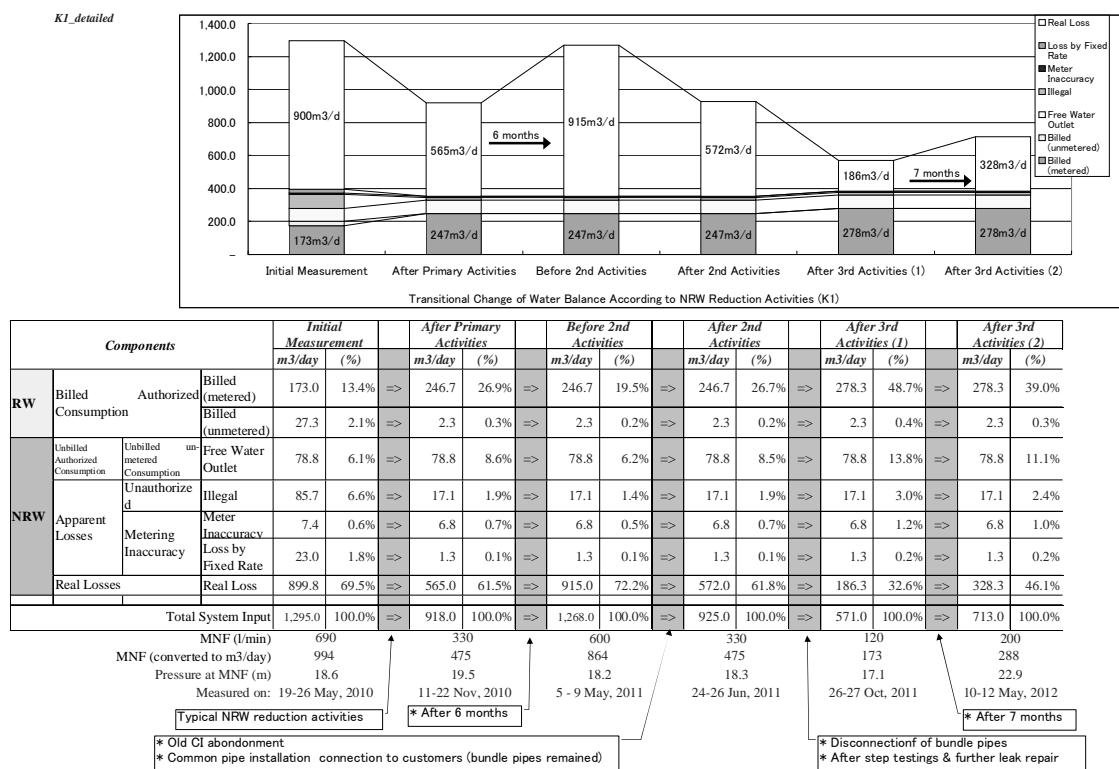 K1_detailed
1,400.0
1,200.0
1,000.0
800.0
600.0
400.0
200.0
–
900m3/d
565m3/d
6 months
915m3/d
572m3/d
186m3/d
7 months
328m3/d
173m3/d
247m3/d
247m3/d
247m3/d
278m3/d
278m3/d
Real Loss
Loss by Fixed
Rate
Meter
Inaccuracy
Illegal
Free Water
Outlet
Billed
(unmetered)
Billed
(metered)
Initial Measurement After Primary Activities Before 2nd Activities After 2nd Activities After 3rd Activities (1) After 3rd Activities (2)
Transitional Change of Water Balance According to NRW Reduction Activities (K1)
Components
Initial Measurement After Primary Activities Before 2nd Activities After 2nd Activities After 3rd Activities (1) After 3rd Activities (2)
m3/day (%) m3/day (%) m3/day (%) m3/day (%) m3/day (%) m3/day (%)
RW Billed Authorized Consumption Billed (metered) 173.0 13.4% => 246.7 26.9% => 246.7 19.5% => 246.7 26.7% => 278.3 48.7% => 278.3 39.0%
Billed (unmetered) 27.3 2.1% => 2.3 0.3% => 2.3 0.2% => 2.3 0.2% => 2.3 0.4% => 2.3 0.3%
NRW Unbilled Authorized Consumption Unbilled un-metered Consumption Free Water Outlet 78.8 6.1% => 78.8 8.6% => 78.8 6.2% => 78.8 8.5% => 78.8 13.8% => 78.8 11.1%
Apparent Losses Unauthorized Illegal 85.7 6.6% => 17.1 1.9% => 17.1 1.4% => 17.1 1.9% => 17.1 3.0% => 17.1 2.4%
Metering Inaccuracy Meter Inaccuracy 7.4 0.6% => 6.8 0.7% => 6.8 0.5% => 6.8 0.7% => 6.8 1.2% => 6.8 1.0%
Loss by Fixed Rate 23.0 1.8% => 1.3 0.1% => 1.3 0.1% => 1.3 0.1% => 1.3 0.2% => 1.3 0.2%
Real Losses Real Loss 899.8 69.5% => 565.0 61.5% => 915.0 72.2% => 572.0 61.8% => 186.3 32.6% => 328.3 46.1%
Total System Input 1,295.0 100.0% => 918.0 100.0% => 1,268.0 100.0% => 925.0 100.0% => 571.0 100.0% => 713.0 100.0%
MNF (l/min) 690 330 600 330 120 200
MNF (converted to m3/day) 994 475 864 475 173 288
Pressure at MNF (m) 18.6 19.5 18.2 18.3 17.1 22.9
Measured on: 19-26 May, 2010 11-22 Nov, 2010 5 - 9 May, 2011 24-26 Jun, 2011 26-27 Oct, 2011 10-12 May, 2012
Typical NRW reduction activities
* After 6 months
* After 7 months
* Old CI abondonment
* Common pipe installation connection to customers (bundle pipes remained)
* Disconnectionf of bundle pipes
* After step testings & further leak repair